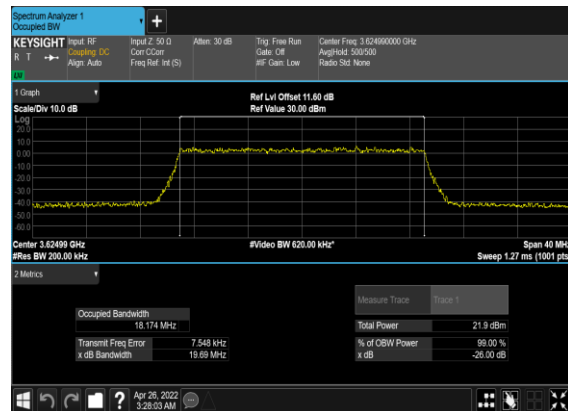 Spectrum Analyzer 1
Occupied BW
KEYSIGHT
R T
LV
Input: RF
Coupling: DC
Align: Auto
Input Z: 50 Ω
Corr CCorr
Freq Ref: Int (S)
Atten: 30 dB
Trig: Free Run
Gate: Off
#IF Gain: Low
Center Freq: 3.624990000 GHz
Avg|Hold: 500/500
Radio Std: None
1 Graph
Scale/Div 10.0 dB
Ref Lvl Offset 11.60 dB
Ref Value 30.00 dBm
Log
20.0
10.0
0.00
-10.0
-20.0
-30.0
-40.0
-50.0
-60.0
Center 3.62499 GHz
#Res BW 200.00 kHz
#Video BW 620.00 kHz*
Span 40 MHz
Sweep 1.27 ms (1001 pts
2 Metrics
Measure Trace
Trace 1
Occupied Bandwidth
18.174 MHz
Total Power
21.9 dBm
Transmit Freq Error
7.548 kHz
% of OBW Power
99.00 %
x dB Bandwidth
19.69 MHz
x dB
-26.00 dB
?
Apr 26, 2022
3:28:03 AM